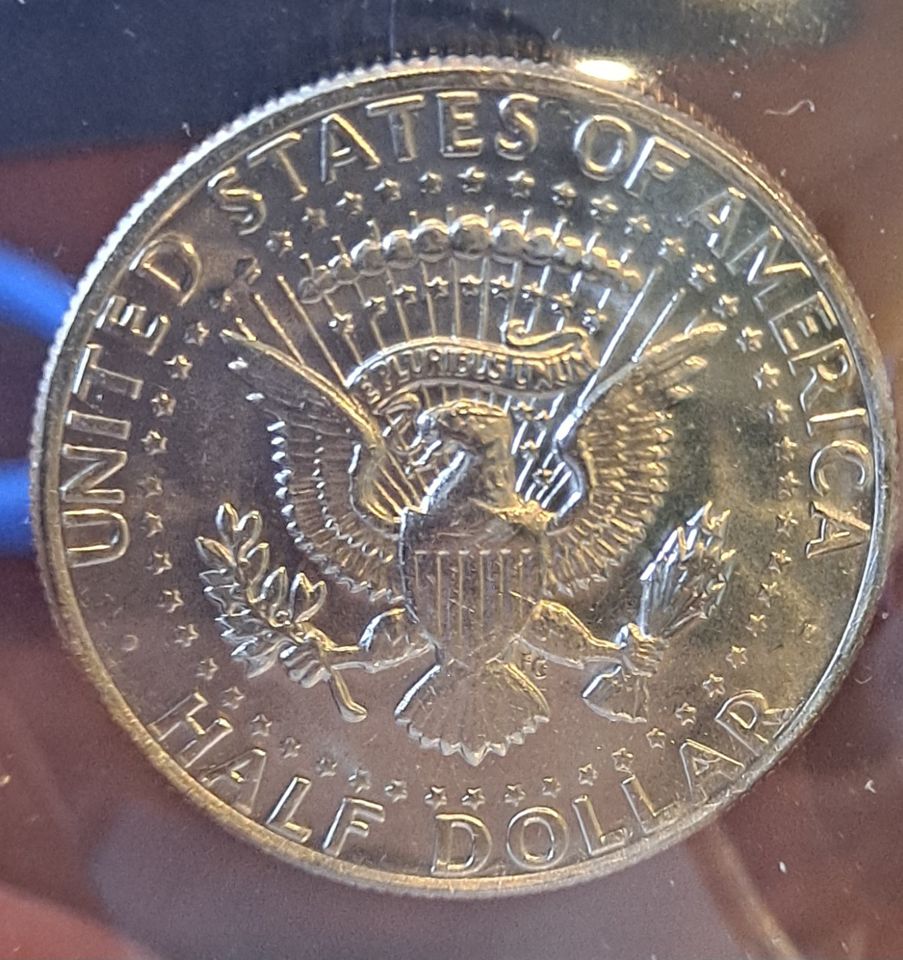 UNITED STATES OF AMERICA
PLURIBUS UNUM
FG
HALF DOLLAR